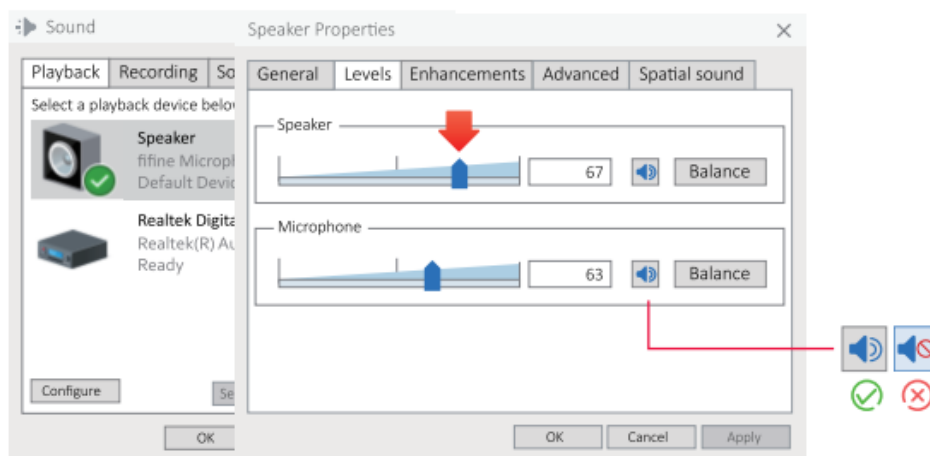 Sound
Playback Recording So
Select a playback device below
Speaker
fifine Microph
Default Devic
Realtek Digita
Realtek(R) Au
Ready
Configure Se
OK
Speaker Properties
General Levels Enhancements Advanced Spatial sound
Speaker
67 Balance
Microphone
63 Balance
OK Cancel Apply